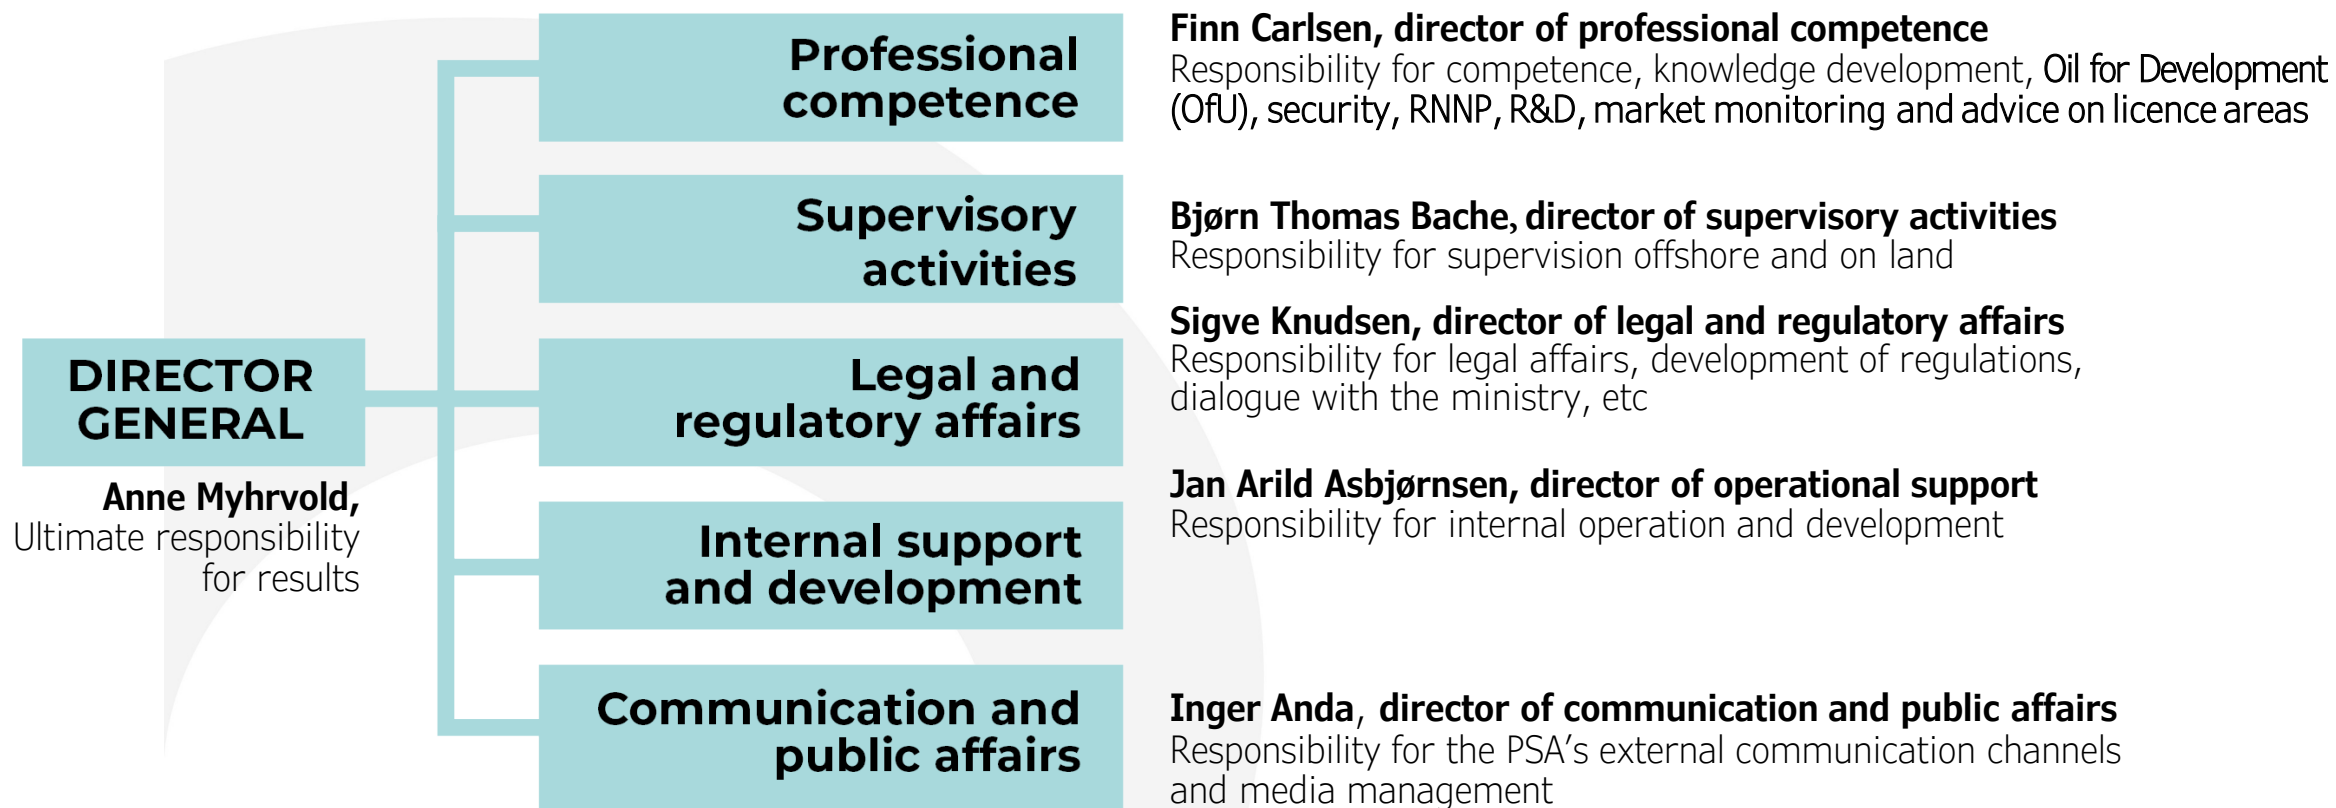 DIRECTOR
GENERAL
Anne Myhrvold,
Ultimate responsibility
for results
Professional
competence
Finn Carlsen, director of professional competence
Responsibility for competence, knowledge development, Oil for Development
(OfU), security, RNNP, R&D, market monitoring and advice on licence areas
Supervisory
activities
Bjørn Thomas Bache, director of supervisory activities
Responsibility for supervision offshore and on land
Legal and
regulatory affairs
Sigve Knudsen, director of legal and regulatory affairs
Responsibility for legal affairs, development of regulations,
dialogue with the ministry, etc
Internal support
and development
Jan Arild Asbjørnsen, director of operational support
Responsibility for internal operation and development
Communication and
public affairs
Inger Anda, director of communication and public affairs
Responsibility for the PSA’s external communication channels
and media management